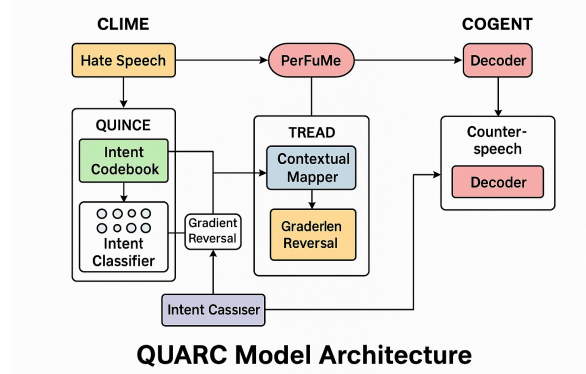 CLIME
COGENT
Hate Speech
PerFuMe
Decoder
QUINCE
Intent
Codebook
Intent
Classifier
Gradient
Reversal
TREAD
Contextual
Mapper
Graderlen
Reversal
Counter-
speech
Decoder
Intent Cassıser
QUARC Model Architecture